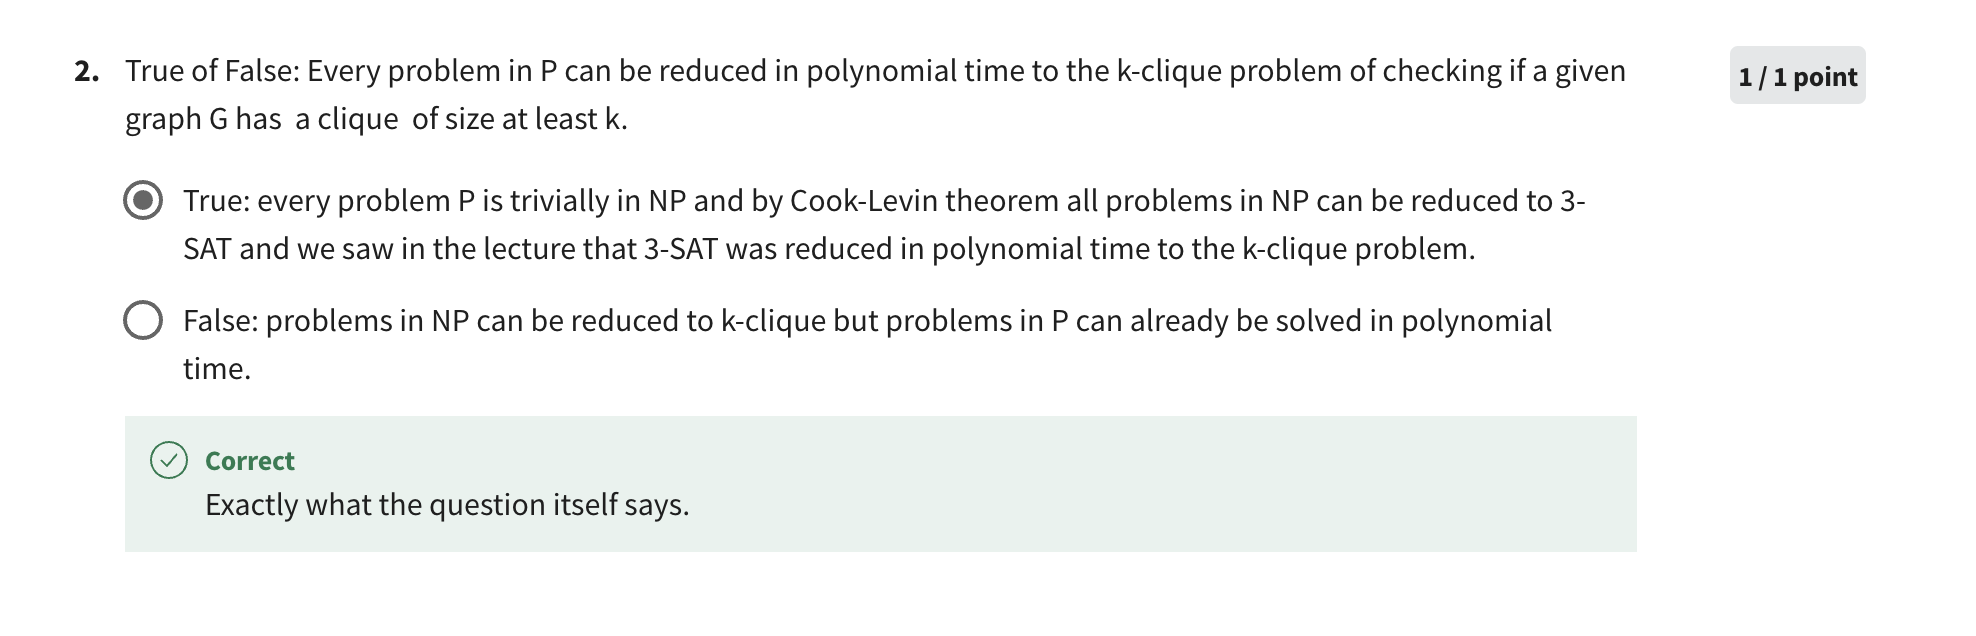 2. True of False: Every problem in P can be reduced in polynomial time to the k-clique problem of checking if a given
graph G has a clique of size at least k.
1 / 1 point
True: every problem P is trivially in NP and by Cook-Levin theorem all problems in NP can be reduced to 3-
SAT and we saw in the lecture that 3-SAT was reduced in polynomial time to the k-clique problem.
False: problems in NP can be reduced to k-clique but problems in P can already be solved in polynomial
time.
Correct
Exactly what the question itself says.